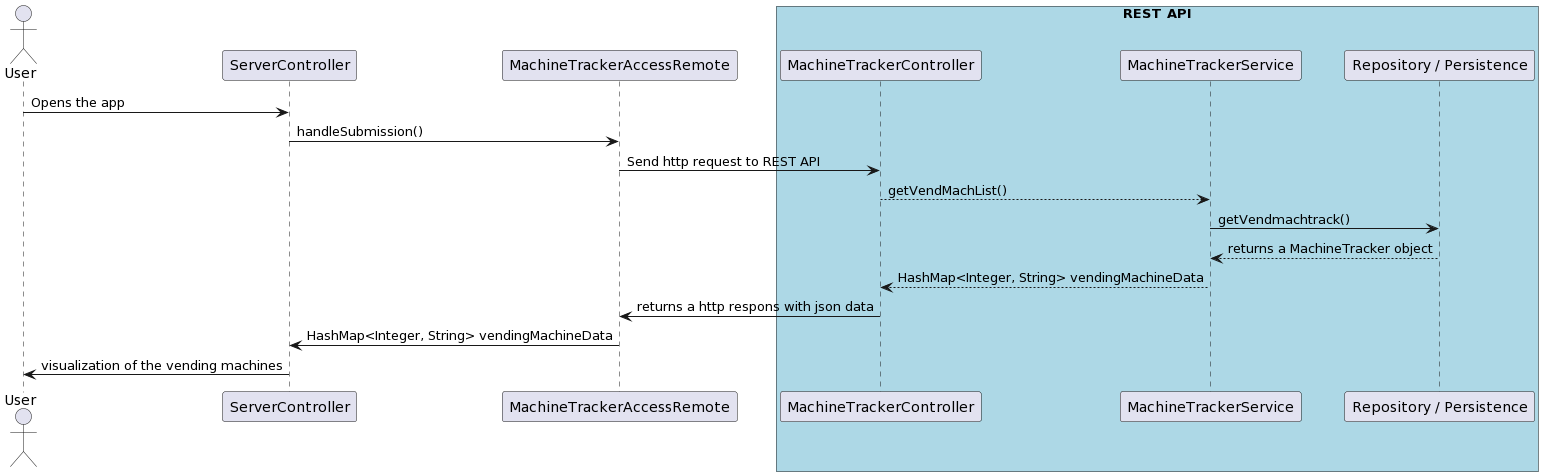 REST API
User
ServerController
MachineTrackerAccessRemote
MachineTrackerController
MachineTrackerService
Repository / Persistence
Opens the app
handleSubmission()
Send http request to REST API
getVendMachList()
getVendmachtrack()
returns a MachineTracker object
HashMap<Integer, String> vendingMachineData
returns a http respons with json data
HashMap<Integer, String> vendingMachineData
visualization of the vending machines
User
ServerController
MachineTrackerAccessRemote
MachineTrackerController
MachineTrackerService
Repository / Persistence